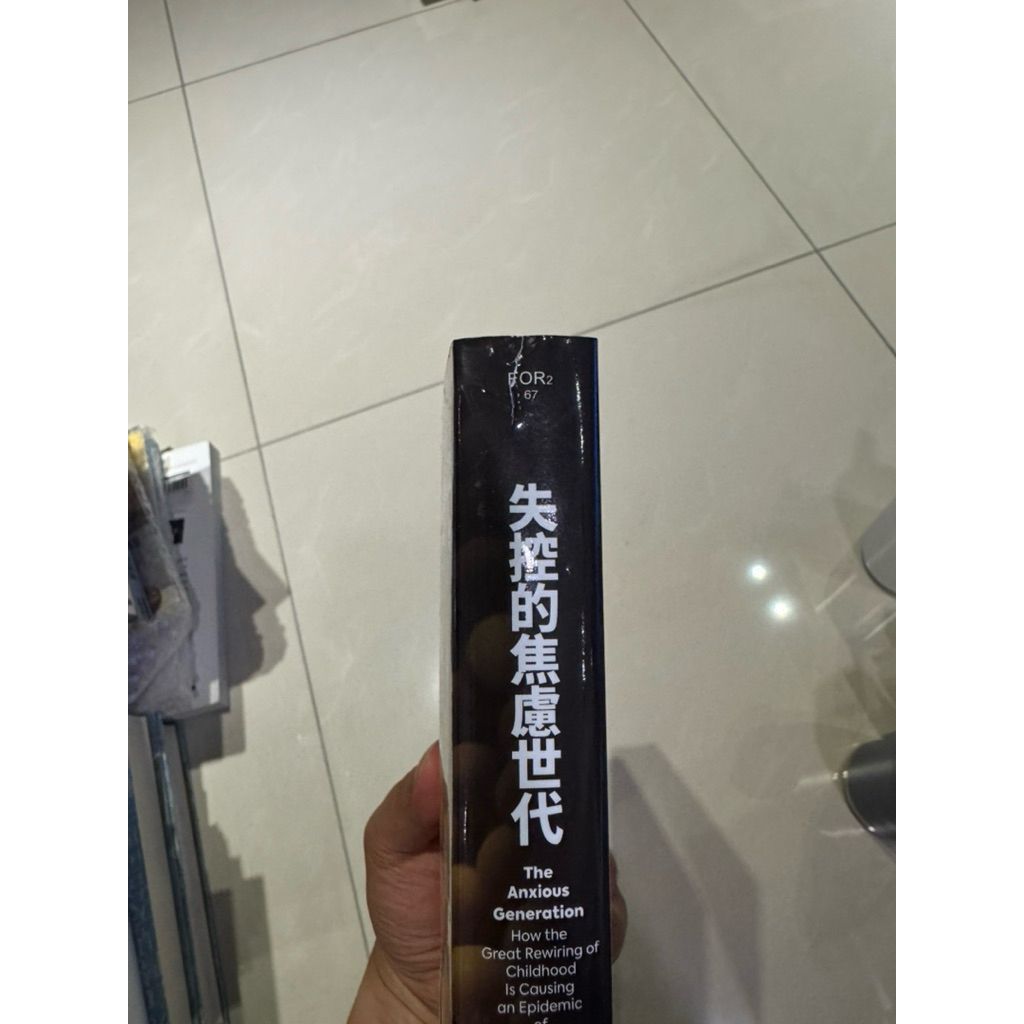 FOR2
67
失控的焦慮世代
The
Anxious
Generation
How the
Great Rewiring of
Childhood
Is Causing
an Epidemic
of